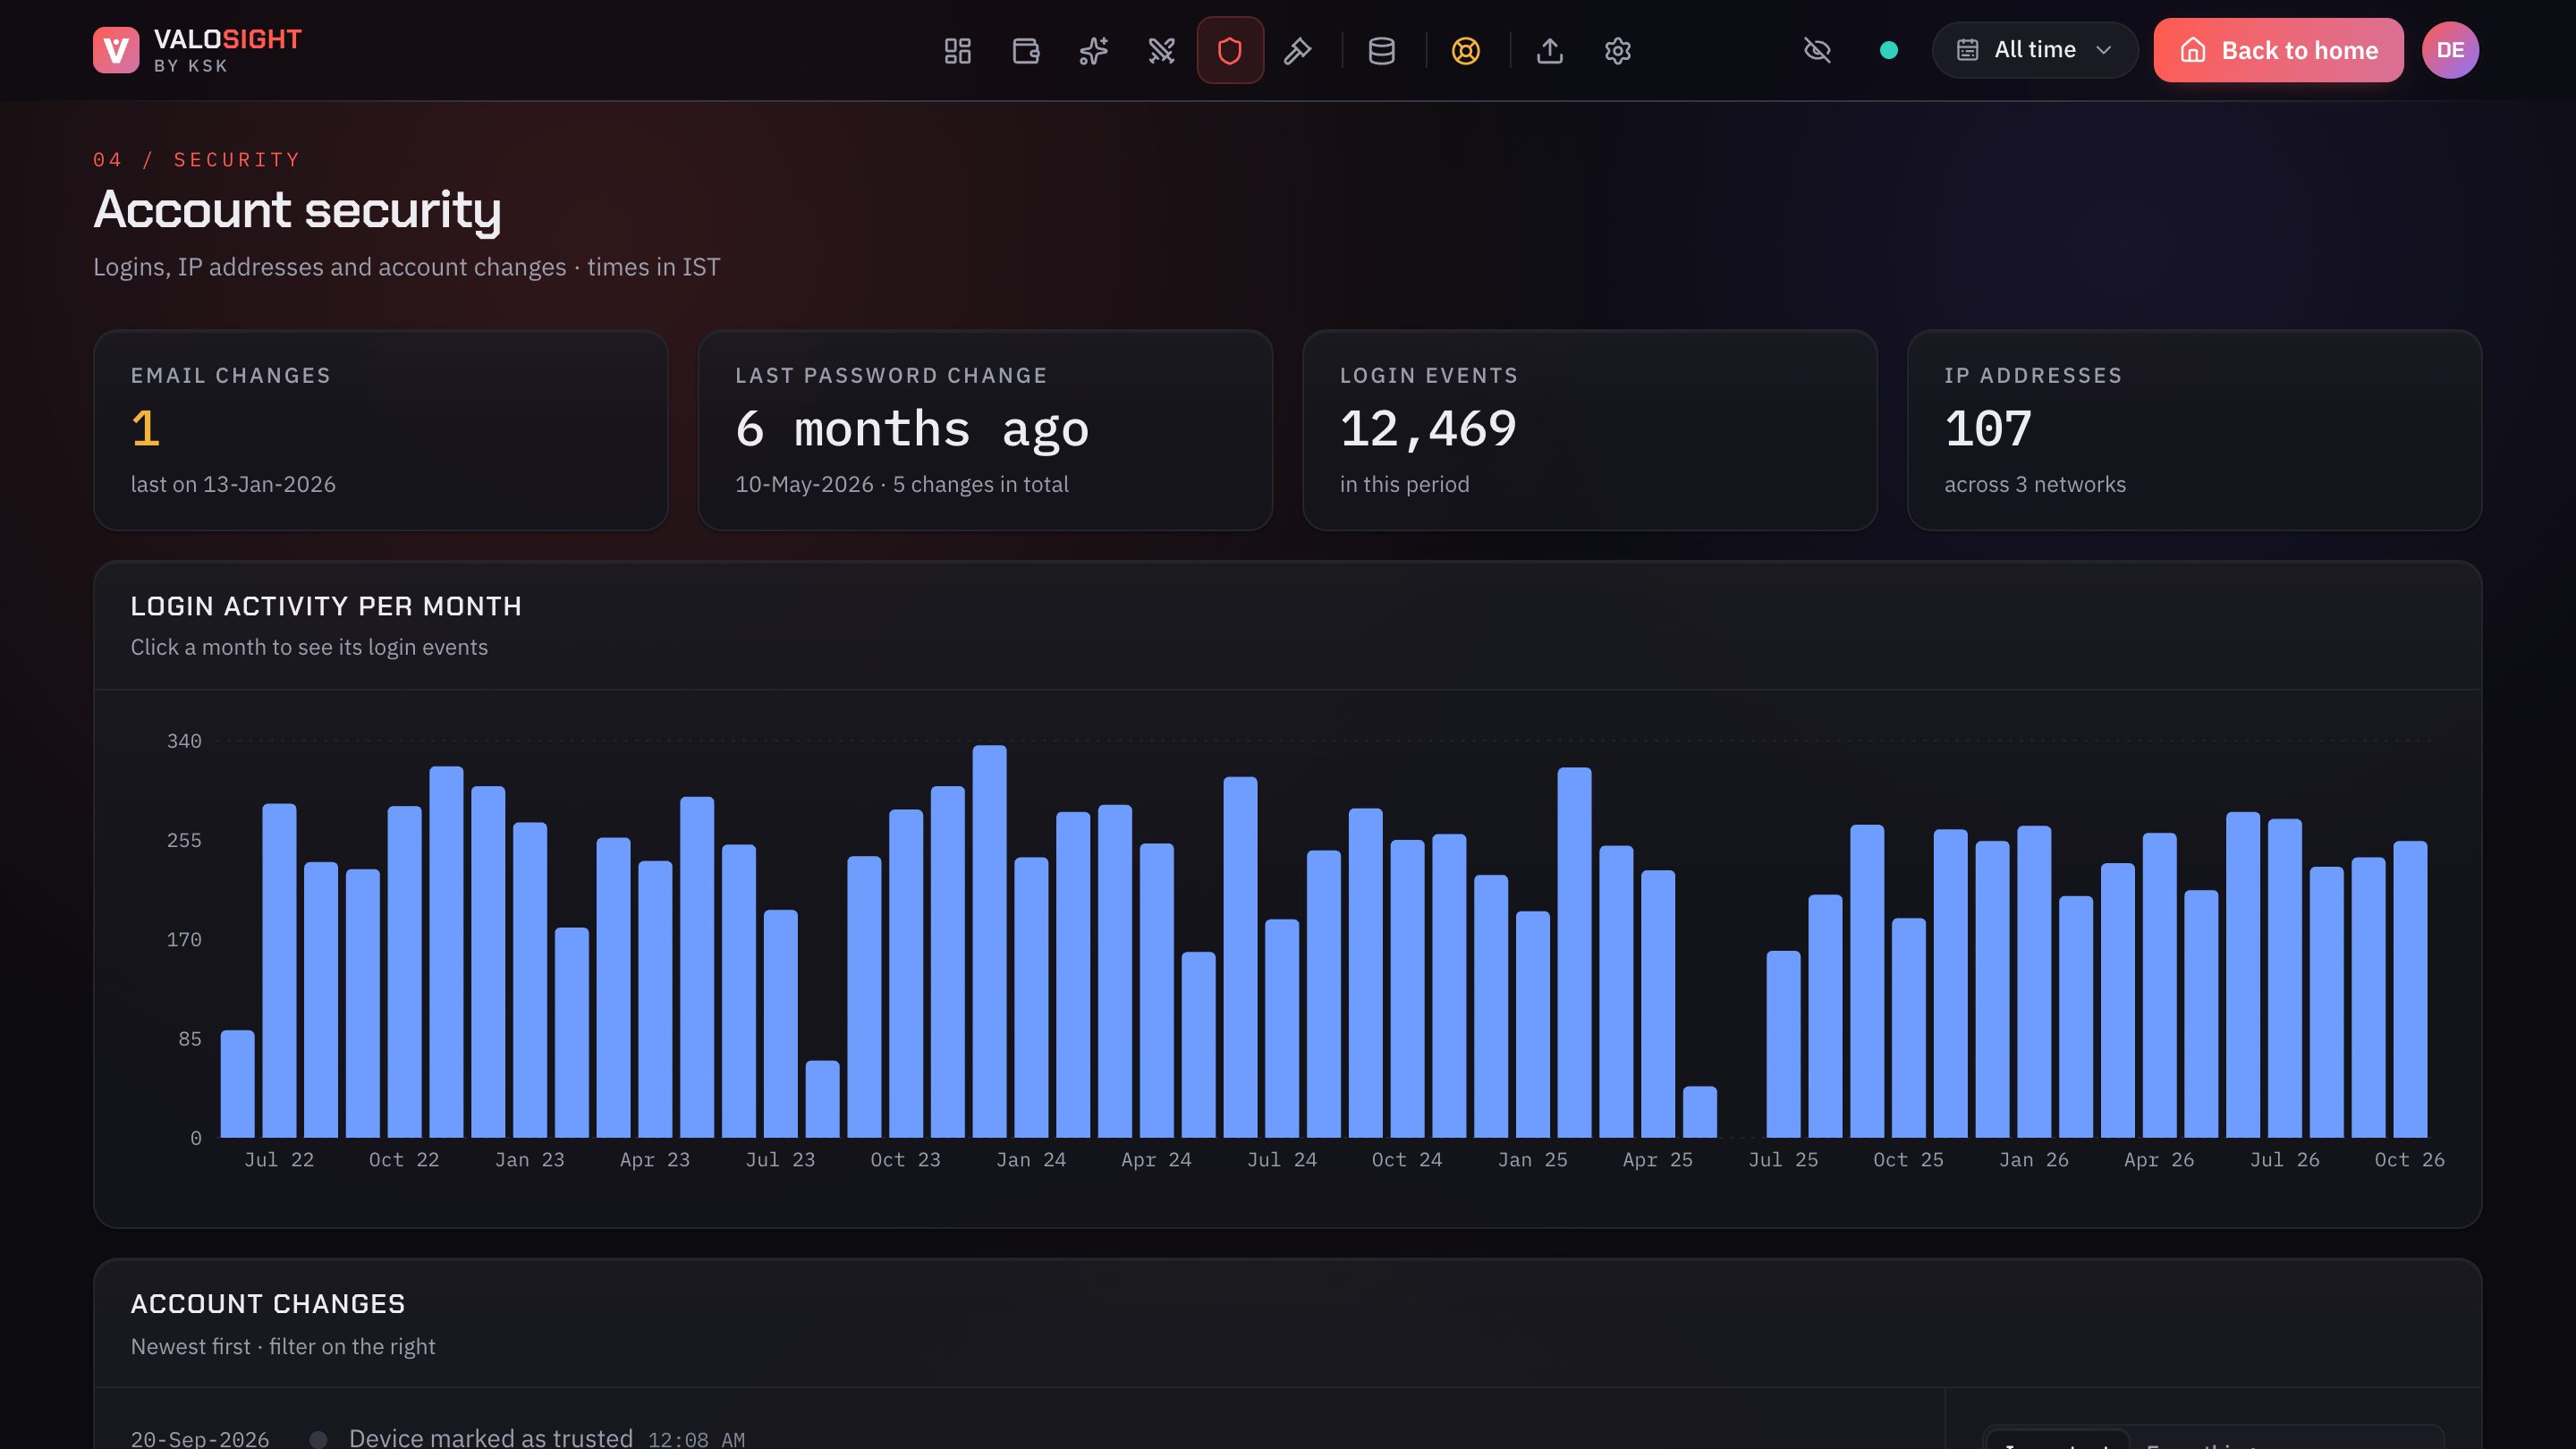 VALOSIGHT
BY KSK
All time
Back to home
DE
04 / SECURITY
Account security
Logins, IP addresses and account changes · times in IST
EMAIL CHANGES
1
last on 13-Jan-2026
LAST PASSWORD CHANGE
6 months ago
10-May-2026 · 5 changes in total
LOGIN EVENTS
12,469
in this period
IP ADDRESSES
107
across 3 networks
LOGIN ACTIVITY PER MONTH
Click a month to see its login events
340
255
170
85
0
Jul 22 Oct 22 Jan 23 Apr 23 Jul 23 Oct 23 Jan 24 Apr 24 Jul 24 Oct 24 Jan 25 Apr 25 Jul 25 Oct 25 Jan 26 Apr 26 Jul 26 Oct 26
ACCOUNT CHANGES
Newest first · filter on the right
20-Sep-2026 Device marked as trusted 12:08 AM